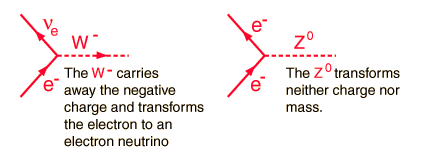 νe
W -
e-
The W- carries
away the negative
charge and transforms
the electron to an
electron neutrino
e-
Z0
e-
The Z0 transforms
neither charge nor
mass.